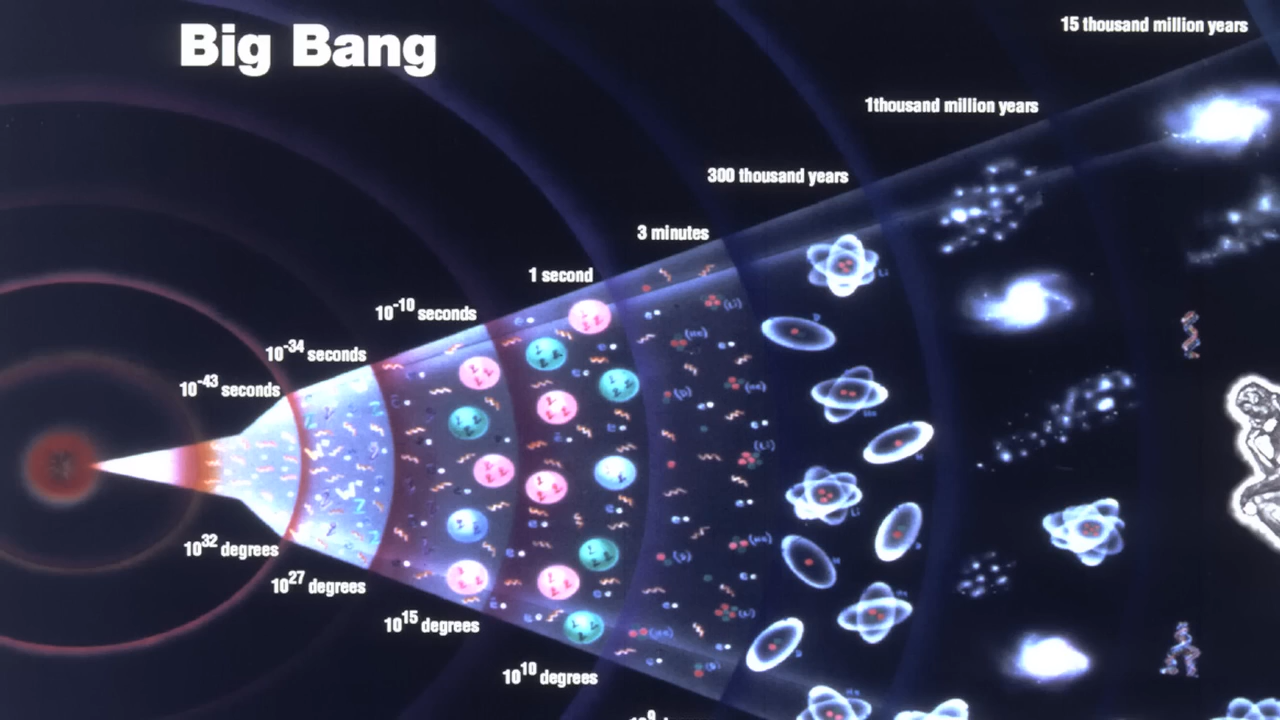 Big Bang
15 thousand million years
1thousand million years
300 thousand years
3 minutes
1 second
10-10 seconds
10-34 seconds
10-43 seconds
1032 degrees
1027 degrees
1015 degrees
1010 degrees